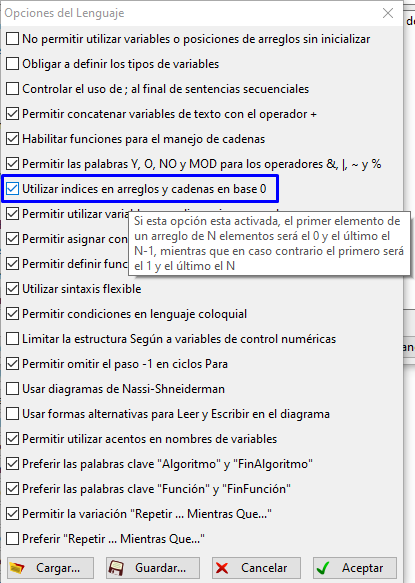 Opciones del Lenguaje
No permitir utilizar variables o posiciones de arreglos sin inicializar
Obligar a definir los tipos de variables
Controlar el uso de ; al final de sentencias secuenciales
Permitir concatenar variables de texto con el operador +
Habilitar funciones para el manejo de cadenas
Permitir las palabras Y, O, NO y MOD para los operadores &, |, ~ y %
Utilizar indices en arreglos y cadenas en base 0
Permitir utilizar
Si esta opción esta activada, el primer elemento de
un arreglo de N elementos será el 0 y el último el
N-1, mientras que en caso contrario el primero será
el 1 y el último el N
Permitir asignar
Permitir definir
Utilizar sintaxis flexible
Permitir condiciones en lenguaje coloquial
Limitar la estructura Según a variables de control numéricas
Permitir omitir el paso -1 en ciclos Para
Usar diagramas de Nassi-Shneiderman
Usar formas alternativas para Leer y Escribir en el diagrama
Permitir utilizar acentos en nombres de variables
Preferir las palabras clave "Algoritmo" y "FinAlgoritmo"
Preferir las palabras clave "Función" y "FinFunción"
Permitir la variación "Repetir ... Mientras Que..."
Preferir "Repetir ... Mientras Que..."
Cargar... Guardar... Cancelar Aceptar